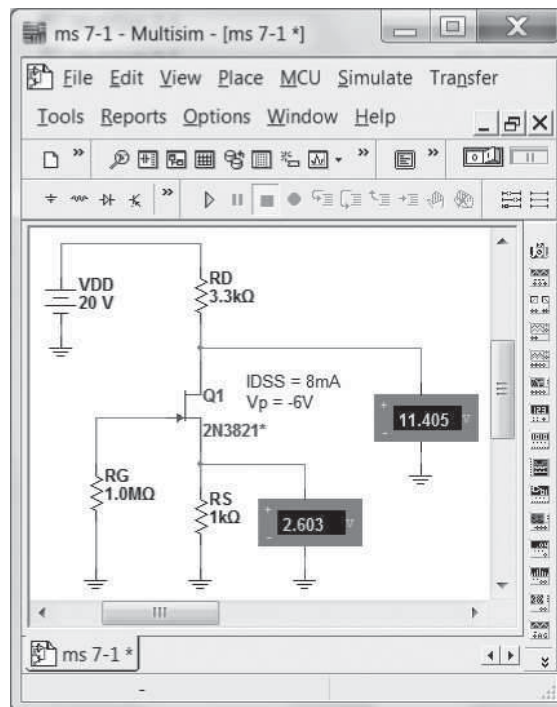 ms 7-1 - Multisim - [ms 7-1 *]
File Edit View Place MCU Simulate Transfer
Tools Reports Options Window Help
VDD
20 V
RD
3.3kΩ
Q1
IDSS = 8mA
Vp = -6V
2N3821*
11.405
RG
1.0MΩ
RS
1kΩ
2.603
ms 7-1 *